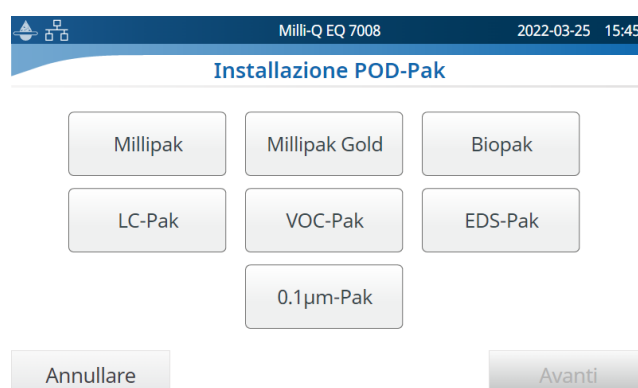 Milli-Q EQ 7008 2022-03-25 15:45
Installazione POD-Pak
Millipak Millipak Gold Biopak
LC-Pak VOC-Pak EDS-Pak
0.1µm-Pak
Annullare Avanti